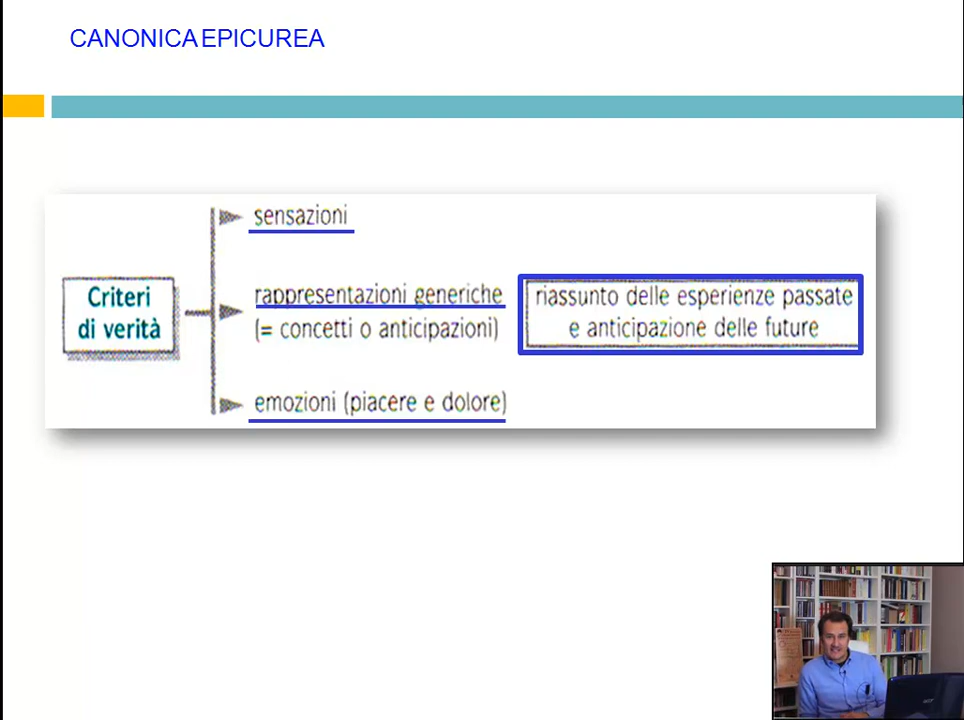 CANONICA EPICUREA
sensazioni
Criteri
di verità
rappresentazioni generiche
(= concetti o anticipazioni)
riassunto delle esperienze passate
e anticipazione delle future
emozioni (piacere e dolore)